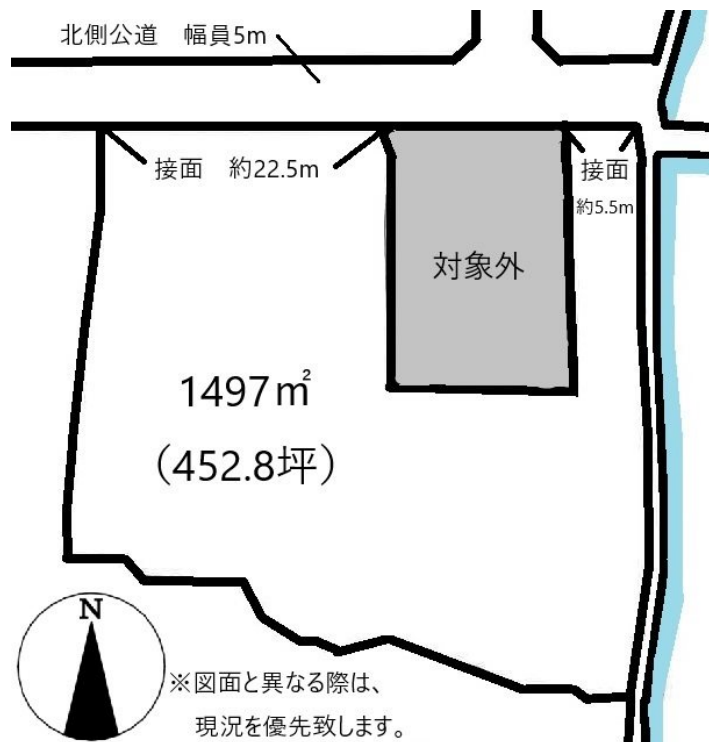 北側公道　幅員5m
接面　約22.5m
接面
約5.5m
対象外
1497㎡
（452.8坪）
N
※図面と異なる際は、
現況を優先致します。